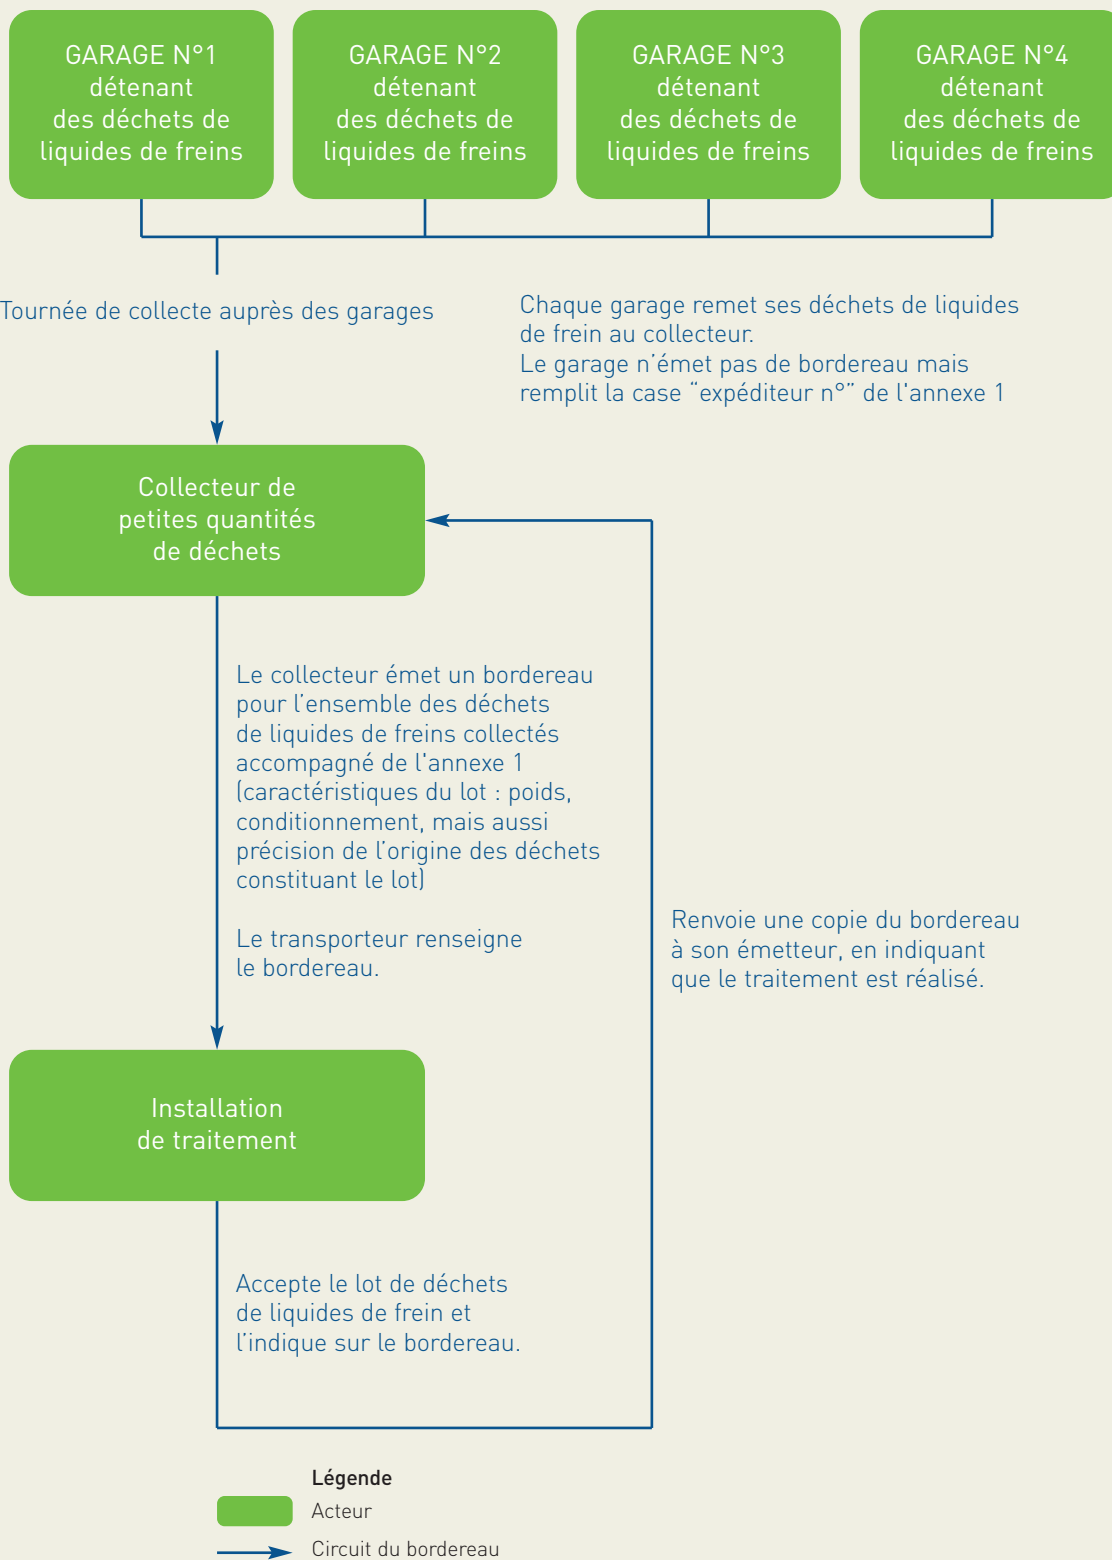 GARAGE N°1
détenant
des déchets de
liquides de freins
GARAGE N°2
détenant
des déchets de
liquides de freins
GARAGE N°3
détenant
des déchets de
liquides de freins
GARAGE N°4
détenant
des déchets de
liquides de freins
Tournée de collecte auprès des garages
Chaque garage remet ses déchets de liquides
de frein au collecteur.
Le garage n’émet pas de bordereau mais
remplit la case “expéditeur n°” de l'annexe 1
Collecteur de
petites quantités
de déchets
Le collecteur émet un bordereau
pour l’ensemble des déchets
de liquides de freins collectés
accompagné de l'annexe 1
(caractéristiques du lot : poids,
conditionnement, mais aussi
précision de l’origine des déchets
constituant le lot)
Le transporteur renseigne
le bordereau.
Renvoie une copie du bordereau
à son émetteur, en indiquant
que le traitement est réalisé.
Installation
de traitement
Accepte le lot de déchets
de liquides de frein et
l’indique sur le bordereau.
Légende
Acteur
Circuit du bordereau